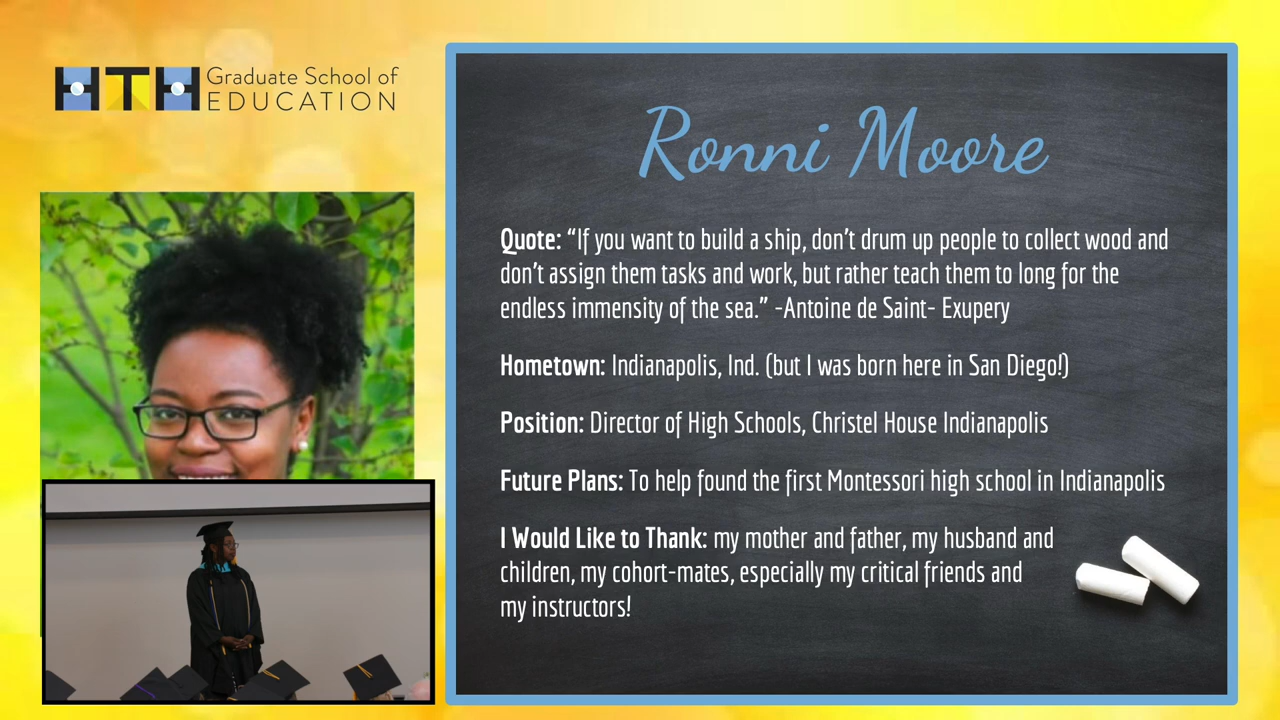 HTH Graduate School of
EDUCATION
Ronni Moore
Quote: “If you want to build a ship, don’t drum up people to collect wood and
don’t assign them tasks and work, but rather teach them to long for the
endless immensity of the sea.” -Antoine de Saint- Exupery
Hometown: Indianapolis, Ind. (but I was born here in San Diego!)
Position: Director of High Schools, Christel House Indianapolis
Future Plans: To help found the first Montessori high school in Indianapolis
I Would Like to Thank: my mother and father, my husband and
children, my cohort-mates, especially my critical friends and
my instructors!